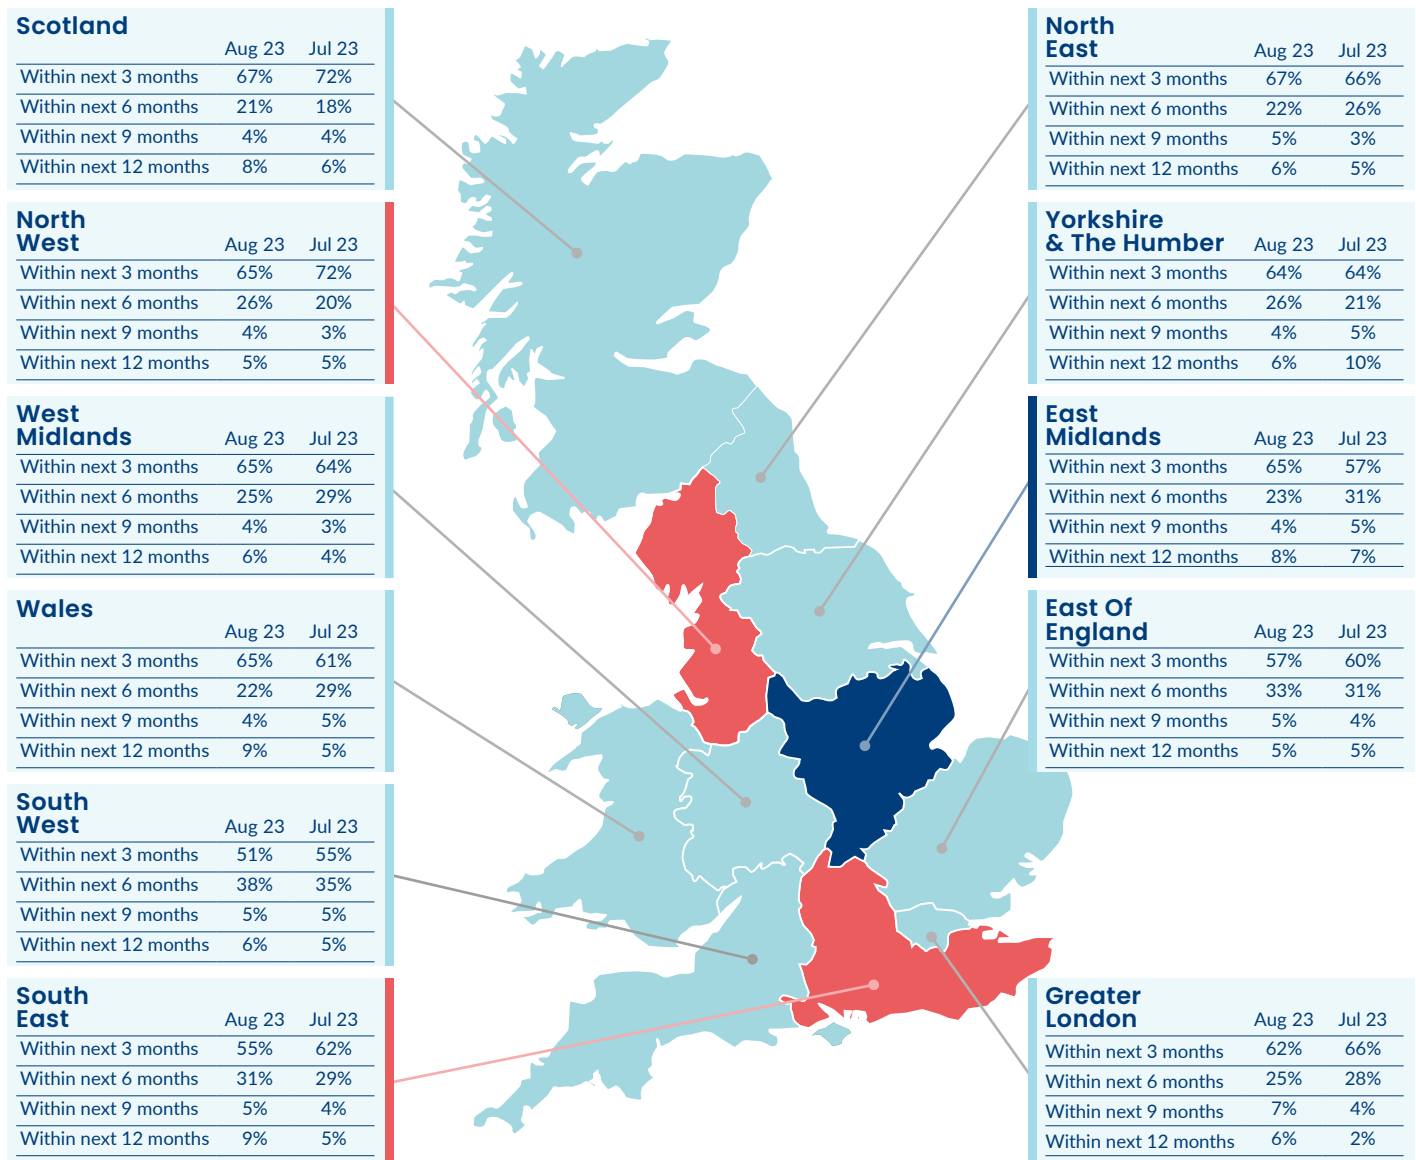 Scotland
Aug 23 Jul 23
Within next 3 months 67% 72%
Within next 6 months 21% 18%
Within next 9 months 4% 4%
Within next 12 months 8% 6%
North
West
Aug 23 Jul 23
Within next 3 months 65% 72%
Within next 6 months 26% 20%
Within next 9 months 4% 3%
Within next 12 months 5% 5%
West
Midlands
Aug 23 Jul 23
Within next 3 months 65% 64%
Within next 6 months 25% 29%
Within next 9 months 4% 3%
Within next 12 months 6% 4%
Wales
Aug 23 Jul 23
Within next 3 months 65% 61%
Within next 6 months 22% 29%
Within next 9 months 4% 5%
Within next 12 months 9% 5%
South
West
Aug 23 Jul 23
Within next 3 months 51% 55%
Within next 6 months 38% 35%
Within next 9 months 5% 5%
Within next 12 months 6% 5%
South
East
Aug 23 Jul 23
Within next 3 months 55% 62%
Within next 6 months 31% 29%
Within next 9 months 5% 4%
Within next 12 months 9% 5%
North
East
Aug 23 Jul 23
Within next 3 months 67% 66%
Within next 6 months 22% 26%
Within next 9 months 5% 3%
Within next 12 months 6% 5%
Yorkshire
& The Humber
Aug 23 Jul 23
Within next 3 months 64% 64%
Within next 6 months 26% 21%
Within next 9 months 4% 5%
Within next 12 months 6% 10%
East
Midlands
Aug 23 Jul 23
Within next 3 months 65% 57%
Within next 6 months 23% 31%
Within next 9 months 4% 5%
Within next 12 months 8% 7%
East Of
England
Aug 23 Jul 23
Within next 3 months 57% 60%
Within next 6 months 33% 31%
Within next 9 months 5% 4%
Within next 12 months 5% 5%
Greater
London
Aug 23 Jul 23
Within next 3 months 62% 66%
Within next 6 months 25% 28%
Within next 9 months 7% 4%
Within next 12 months 6% 2%